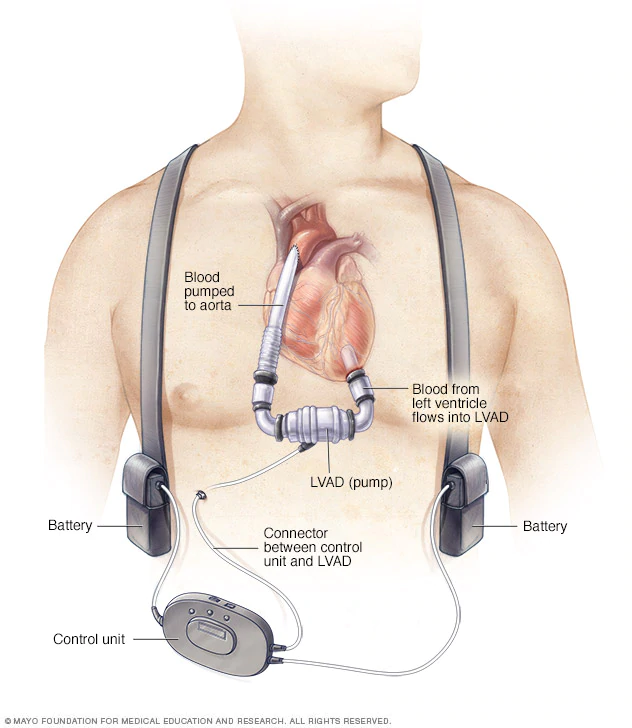 Blood
pumped
to aorta
Blood from
left ventricle
flows into LVAD
LVAD (pump)
Battery
Battery
Connector
between control
unit and LVAD
Control unit
© MAYO FOUNDATION FOR MEDICAL EDUCATION AND RESEARCH. ALL RIGHTS RESERVED.